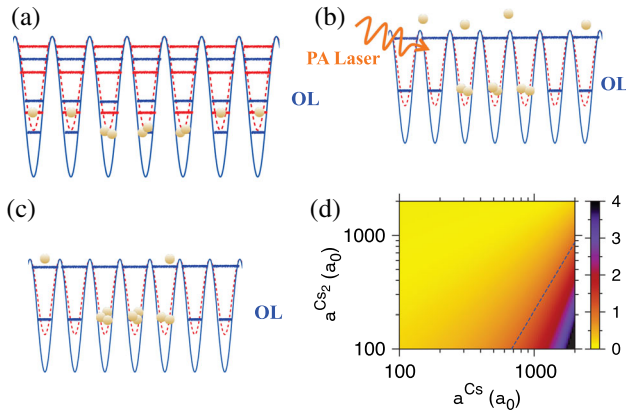 (a)
OL
(b)
PA Laser
OL
(c)
OL
(d)
1000
100
a^Cs2 (a0)
100
1000
a^Cs (a0)
4
3
2
1
0